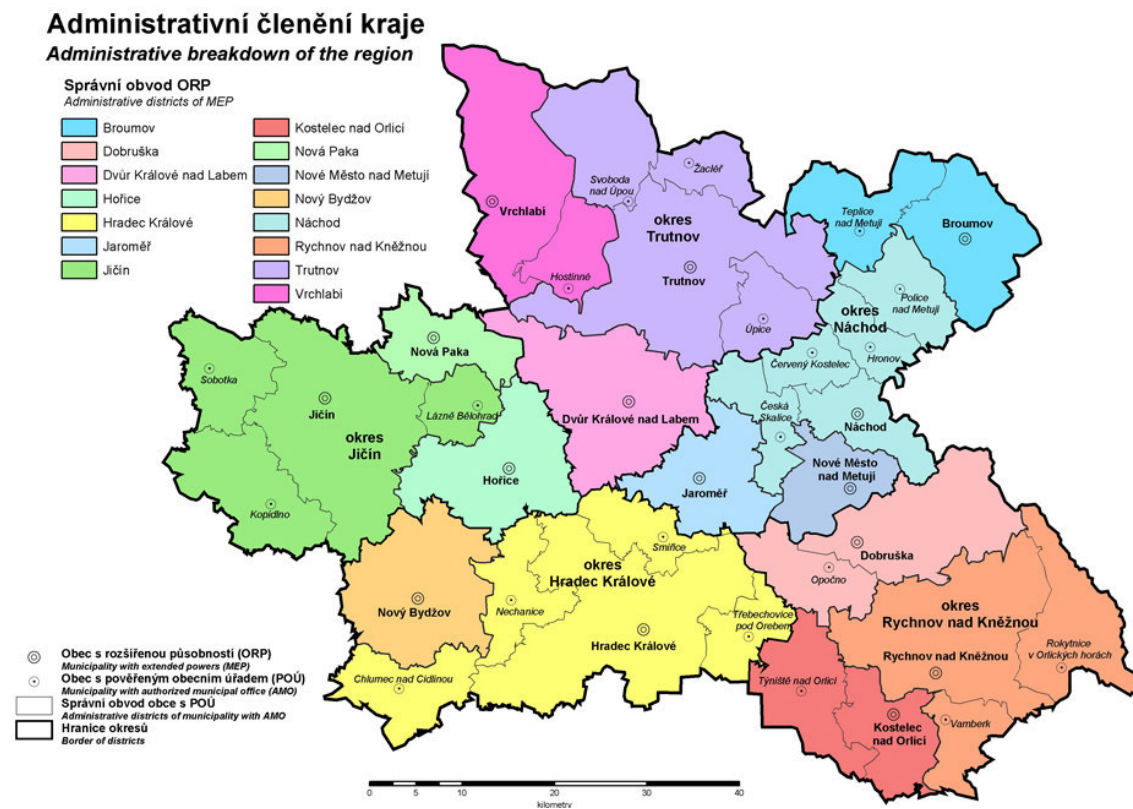 Administrativní členění kraje
Administrative breakdown of the region
Správní obvod ORP
Administrative districts of MEP
Broumov
Dobruška
Dvůr Králové nad Labem
Hořice
Hradec Králové
Jaroměř
Jičín
Kostelec nad Orlicí
Nová Paka
Nové Město nad Metují
Nový Bydžov
Náchod
Rychnov nad Kněžnou
Trutnov
Vrchlabí
Žacléř
Svoboda
nad Úpou
Vrchlabí
okres
Trutnov
Teplice
nad Metují
Broumov
Trutnov
Hostinné
Police
nad Metují
okres
Náchod
Úpice
Hronov
Červený Kostelec
Nová Paka
Sobotka
Jičín
Lázně Bělohrad
okres
Jičín
Dvůr Králové nad Labem
Česká
Skalice
Náchod
Nové Město
nad Metují
Hořice
Jaroměř
Kopidlno
Smiřice
Dobruška
okres
Hradec Králové
Opočno
Nový Bydžov
Nechanice
Třebechovice
pod Orebem
okres
Rychnov nad Kněžnou
Hradec Králové
Rokytnice
v Orlických horách
Rychnov nad Kněžnou
Chlumec nad Cidlinou
Týniště nad Orlicí
Kostelec
nad Orlicí
Vamberk
Obec s rozšířenou působností (ORP)
Municipality with extended powers (MEP)
Obec s pověřeným obecním úřadem (POÚ)
Municipality with authorized municipal office (AMO)
Správní obvod obce s POÚ
Administrative districts of municipality with AMO
Hranice okresů
Border of districts
0 10 20 30 40
kilometry